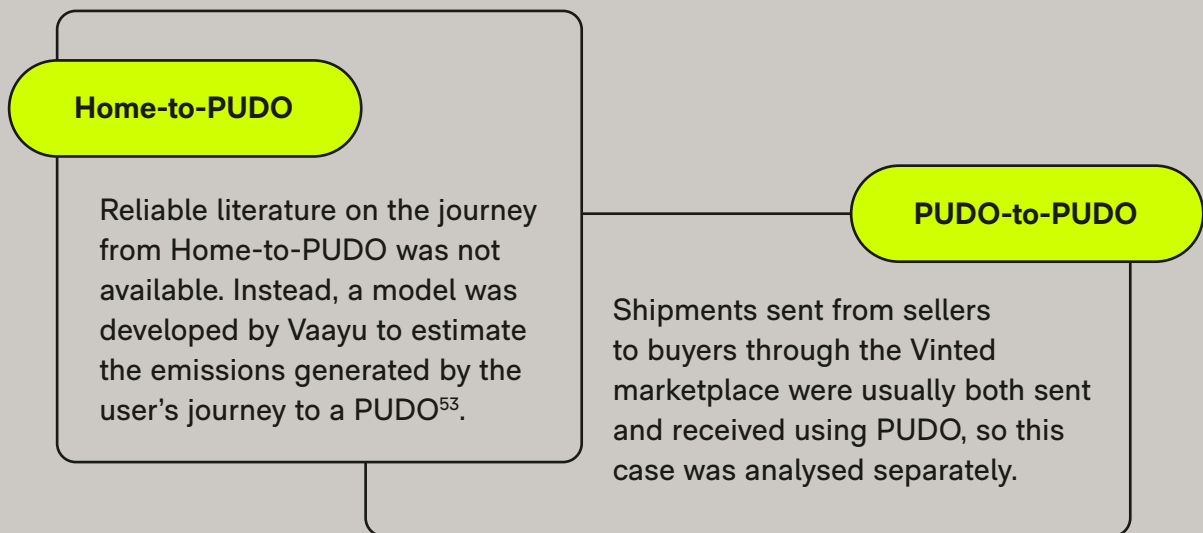 Home-to-PUDO
Reliable literature on the journey
from Home-to-PUDO was not
available. Instead, a model was
developed by Vaayu to estimate
the emissions generated by the
user’s journey to a PUDO⁵³.
PUDO-to-PUDO
Shipments sent from sellers
to buyers through the Vinted
marketplace were usually both sent
and received using PUDO, so this
case was analysed separately.